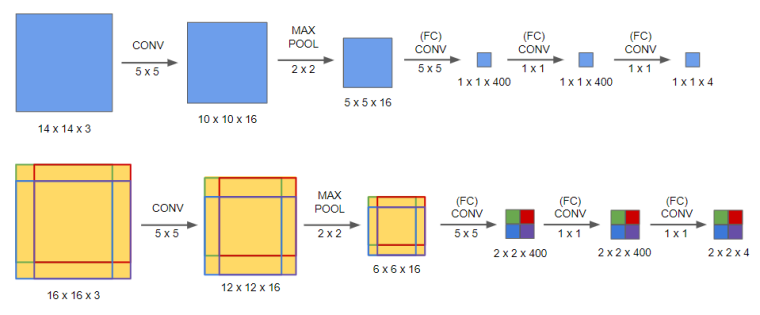 CONV
5 x 5
MAX
POOL
2 x 2
(FC)
CONV
5 x 5
(FC)
CONV
1 x 1
(FC)
CONV
1 x 1
14 x 14 x 3
10 x 10 x 16
5 x 5 x 16
1 x 1 x 400
1 x 1 x 400
1 x 1 x 4
CONV
5 x 5
MAX
POOL
2 x 2
(FC)
CONV
5 x 5
(FC)
CONV
1 x 1
(FC)
CONV
1 x 1
16 x 16 x 3
12 x 12 x 16
6 x 6 x 16
2 x 2 x 400
2 x 2 x 400
2 x 2 x 4